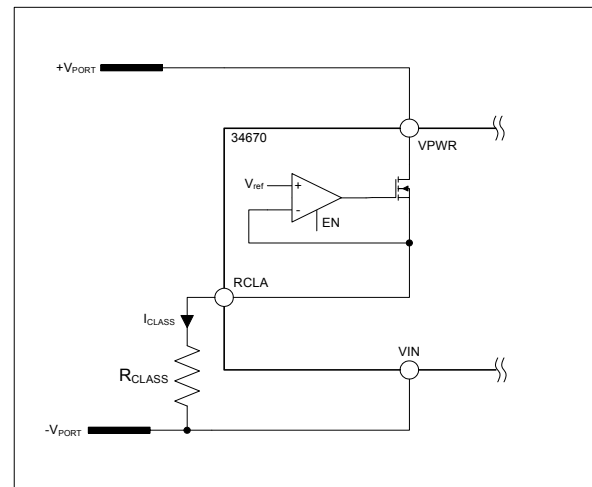 +VPORT
34670
VPWR
Vref
+
-
EN
RCLA
ICLASS
VIN
RCLASS
-VPORT